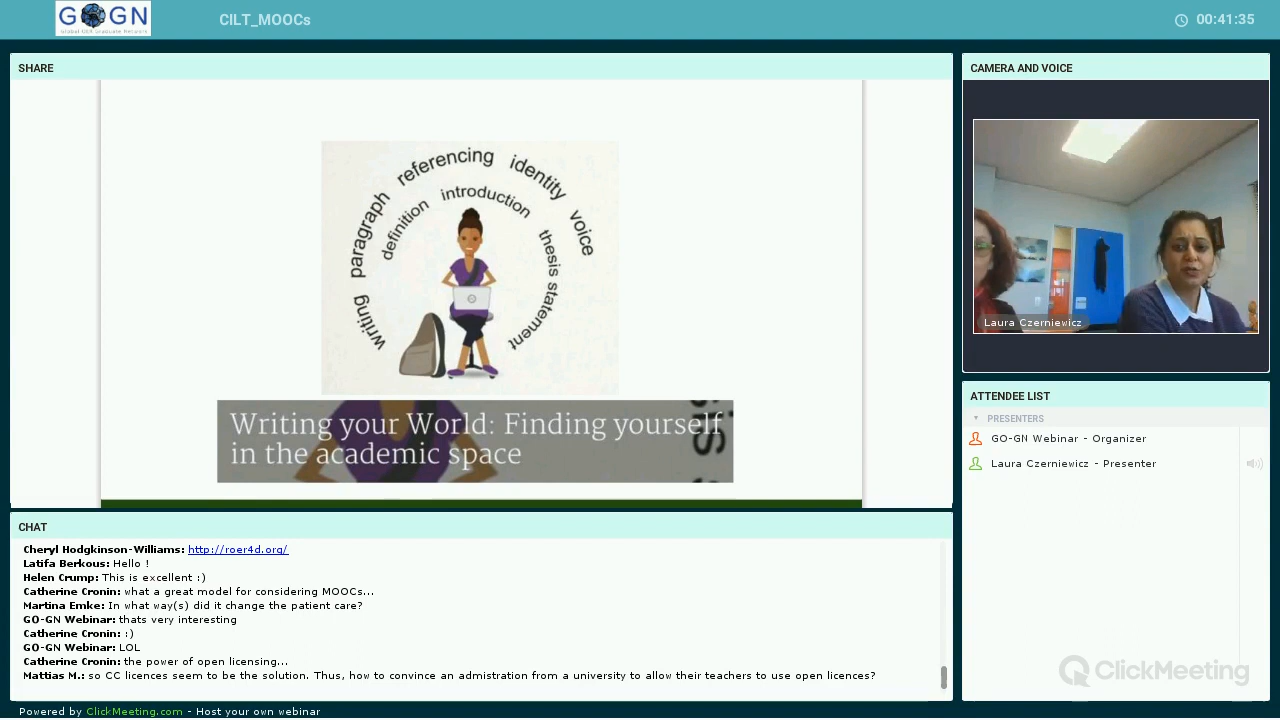 GOGN
Global OER Graduate Network
CILT_MOOCs
00:41:35
SHARE
writing paragraph referencing identity voice
definition introduction thesis statement
Writing your World: Finding yourself
in the academic space
CAMERA AND VOICE
Laura Czerniewicz
ATTENDEE LIST
PRESENTERS
GO-GN Webinar - Organizer
Laura Czerniewicz - Presenter
ClickMeeting
CHAT
Cheryl Hodgkinson-Williams: http://roer4d.org/
Latifa Berkous: Hello !
Helen Crump: This is excellent :)
Catherine Cronin: what a great model for considering MOOCs...
Martina Emke: In what way(s) did it change the patient care?
GO-GN Webinar: thats very interesting
Catherine Cronin: :)
GO-GN Webinar: LOL
Catherine Cronin: the power of open licensing...
Mattias M.: so CC licences seem to be the solution. Thus, how to convince an admistration from a university to allow their teachers to use open licences?
Powered by ClickMeeting.com - Host your own webinar